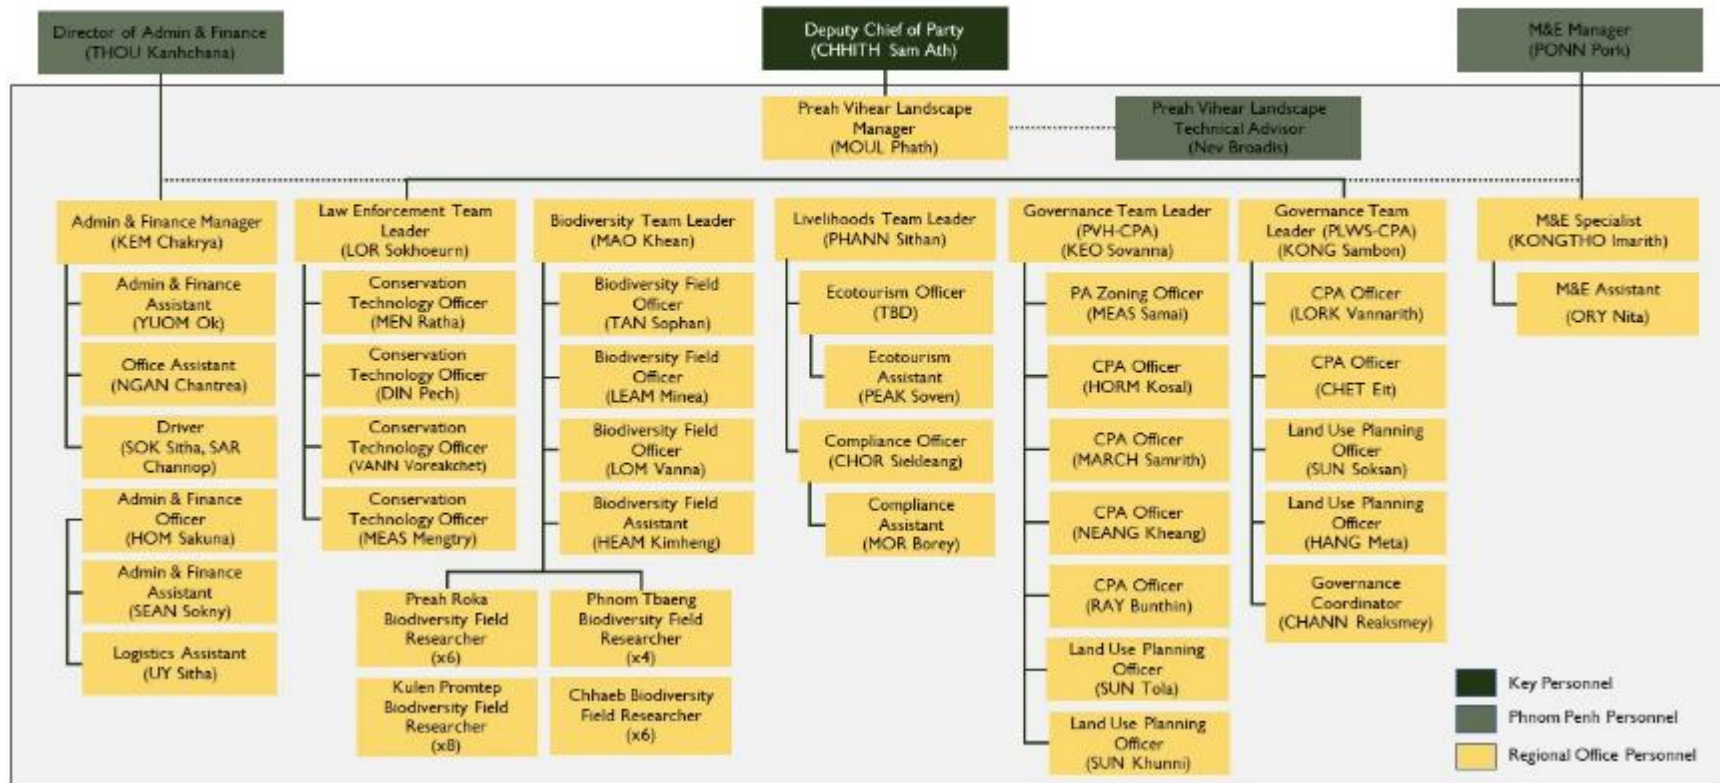 Director of Admin & Finance
(THOU Kanhchana)
Deputy Chief of Party
(CHHITH Sam Ath)
M&E Manager
(PONN Pork)
Preah Vihear Landscape
Manager
(MOUL Phath)
Preah Vihear Landscape
Technical Advisor
(Nev Broadis)
Admin & Finance Manager
(KEM Chakrya)
Admin & Finance
Assistant
(YUOM Ok)
Office Assistant
(NGAN Chantrea)
Driver
(SOK Sitha, SAR
Channop)
Admin & Finance
Officer
(HOM Sakuna)
Admin & Finance
Assistant
(SEAN Sokny)
Logistics Assistant
(UY Sitha)
Law Enforcement Team
Leader
(LOR Sokhoeurn)
Conservation
Technology Officer
(MEN Ratha)
Conservation
Technology Officer
(DIN Pech)
Conservation
Technology Officer
(VANN Voreakchet)
Conservation
Technology Officer
(MEAS Mengtry)
Biodiversity Team Leader
(MAO Khean)
Biodiversity Field
Officer
(TAN Sophan)
Biodiversity Field
Officer
(LEAM Minea)
Biodiversity Field
Officer
(LOM Vanna)
Biodiversity Field
Assistant
(HEAM Kimheng)
Preah Roka
Biodiversity Field
Researcher
(x6)
Phnom Tbaeng
Biodiversity Field
Researcher
(x4)
Kulen Promtep
Biodiversity Field
Researcher
(x8)
Chhaeb Biodiversity
Field Researcher
(x6)
Livelihoods Team Leader
(PHANN Sithan)
Ecotourism Officer
(TBD)
Ecotourism
Assistant
(PEAK Soven)
Compliance Officer
(CHOR Siekleang)
Compliance
Assistant
(MOR Borey)
Governance Team Leader
(PVH-CPA)
(KEO Sovanna)
PA Zoning Officer
(MEAS Samai)
CPA Officer
(HORM Kosal)
CPA Officer
(MARCH Samrith)
CPA Officer
(NEANG Kheang)
CPA Officer
(RAY Bunthin)
Land Use Planning
Officer
(SUN Tola)
Land Use Planning
Officer
(SUN Khunni)
Governance Team
Leader (PLWS-CPA)
(KONG Sambon)
CPA Officer
(LORK Vannarith)
CPA Officer
(CHET Eit)
Land Use Planning
Officer
(SUN Soksan)
Land Use Planning
Officer
(HANG Meta)
Governance
Coordinator
(CHANN Reaksmey)
M&E Specialist
(KONGTHO Imarith)
M&E Assistant
(ORY Nita)
Key Personnel
Phnom Penh Personnel
Regional Office Personnel